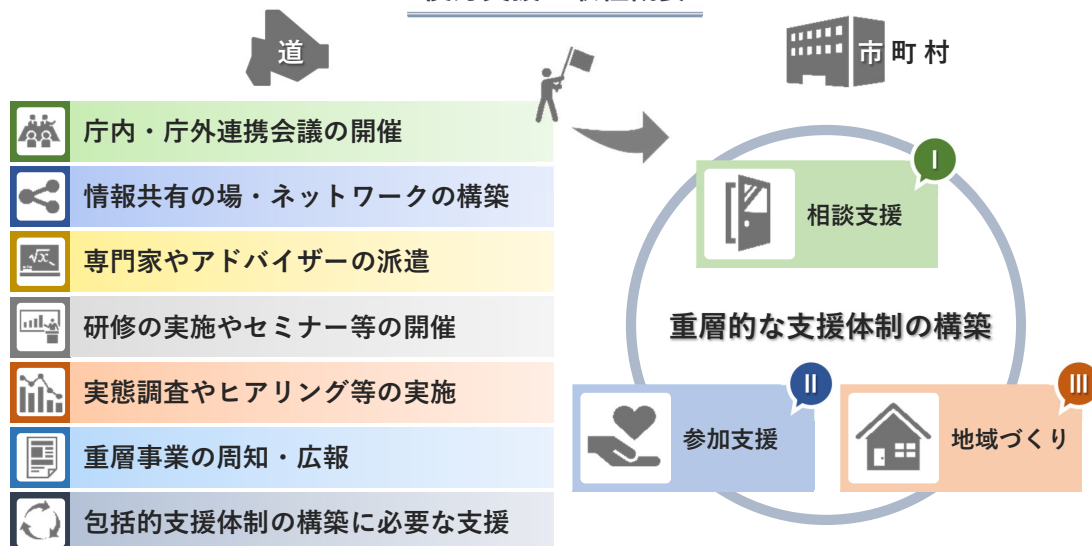 道
市町村
庁内・庁外連携会議の開催
情報共有の場・ネットワークの構築
専門家やアドバイザーの派遣
研修の実施やセミナー等の開催
実態調査やヒアリング等の実施
重層事業の周知・広報
包括的支援体制の構築に必要な支援
I
相談支援
重層的な支援体制の構築
II
参加支援
III
地域づくり